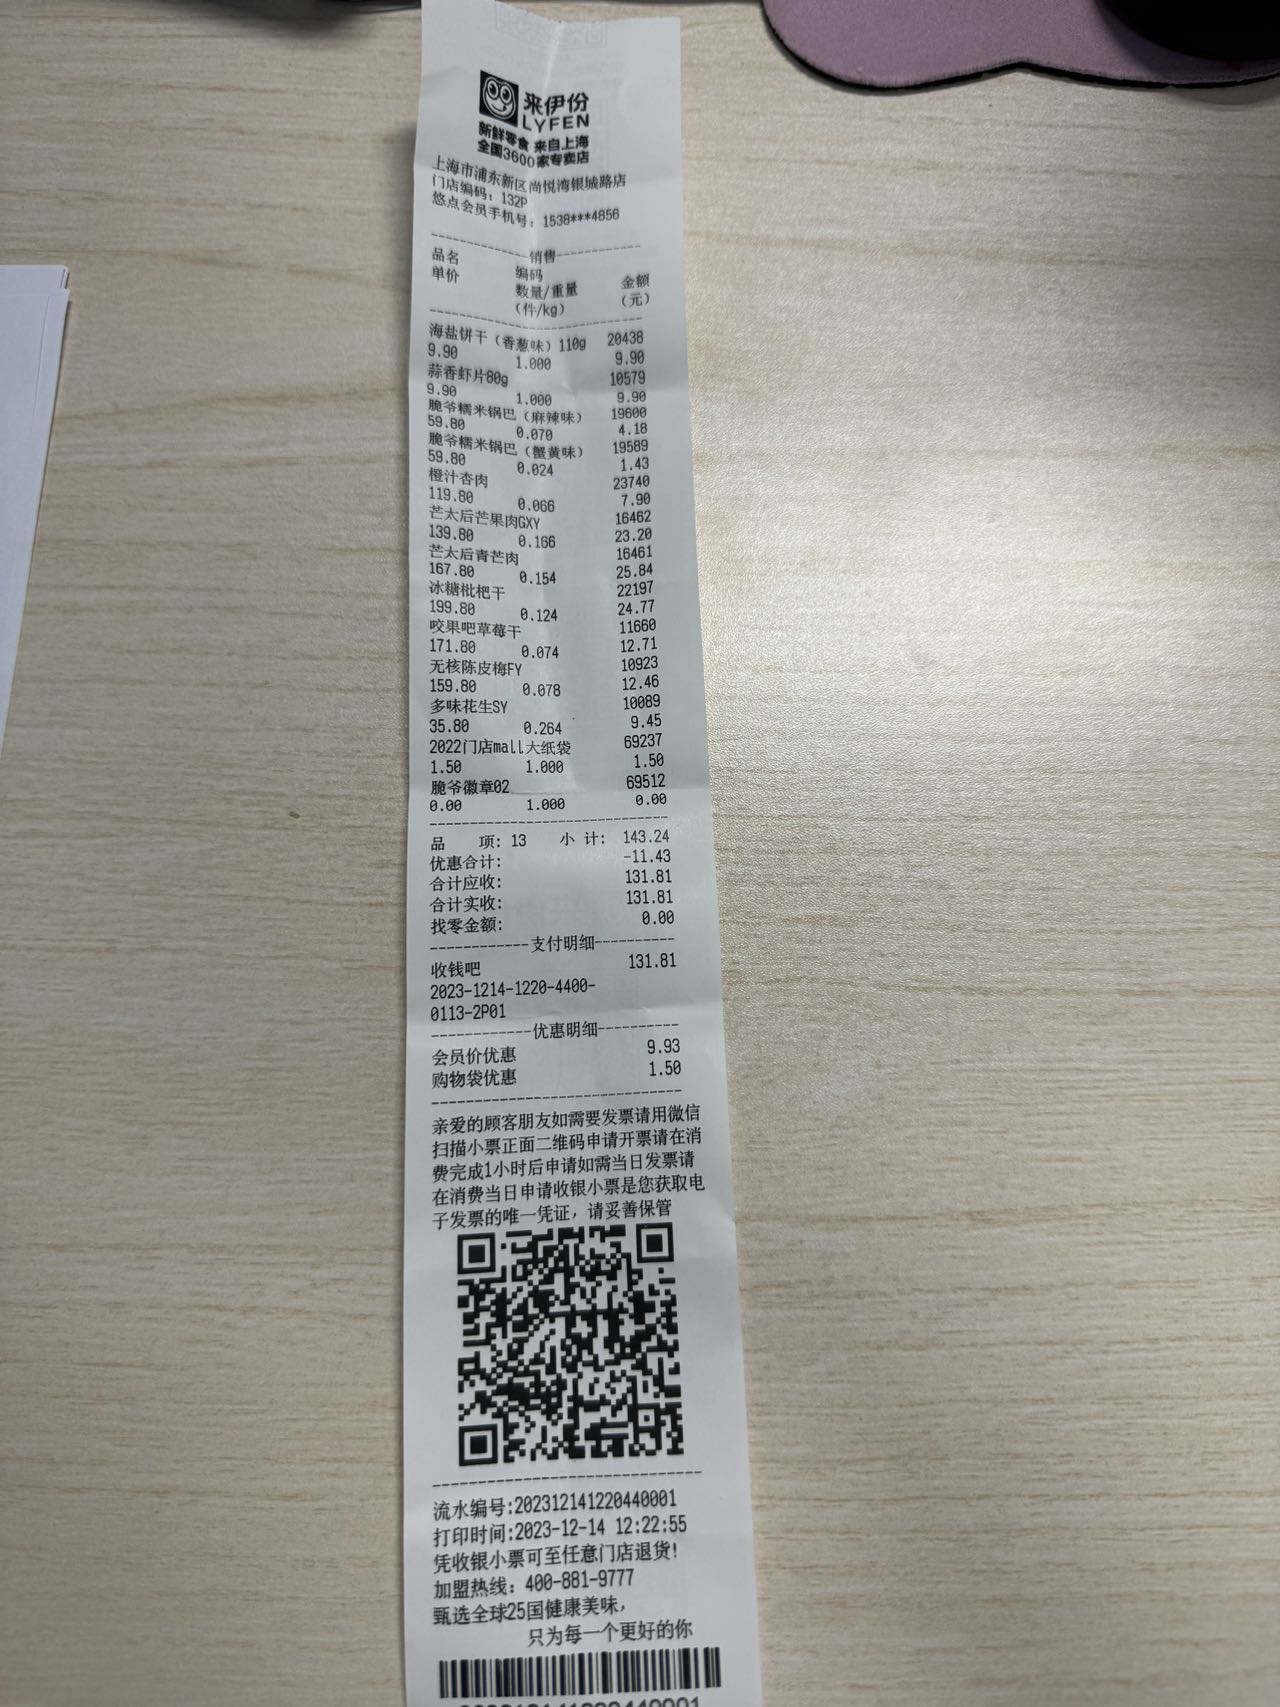 来伊份
LYFEN
新鲜零食 来自上海
全国3600家专卖店
上海市浦东新区尚悦湾银城路店
门店编码：132P
悠点会员手机号：1538***4856
------------销售------------
品名 编码 金额
单价 数量/重量 （元）
（件/kg）
海盐饼干（香葱味）110g 20438
9.90 1.000 9.90
蒜香虾片80g 10579
9.90 1.000 9.90
脆爷糯米锅巴（麻辣味） 19600
59.80 0.070 4.18
脆爷糯米锅巴（蟹黄味） 19589
59.80 0.024 1.43
橙汁杏肉 23740
119.80 0.066 7.90
芒太后芒果肉GXY 16462
139.80 0.166 23.20
芒太后青芒肉 16461
167.80 0.154 25.84
冰糖枇杷干 22197
199.80 0.124 24.77
咬果吧草莓干 11660
171.80 0.074 12.71
无核陈皮梅FY 10923
159.80 0.078 12.46
多味花生SY 10089
35.80 0.264 9.45
2022门店mall大纸袋 69237
1.50 1.000 1.50
脆爷徽章02 69512
0.00 1.000 0.00
品 项: 13 小 计: 143.24
优惠合计: -11.43
合计应收: 131.81
合计实收: 131.81
找零金额: 0.00
------------支付明细----------
收钱吧 131.81
2023-1214-1220-4400-
0113-2P01
------------优惠明细----------
会员价优惠 9.93
购物袋优惠 1.50
亲爱的顾客朋友如需要发票请用微信
扫描小票正面二维码申请开票请在消
费完成1小时后申请如需当日发票请
在消费当日申请收银小票是您获取电
子发票的唯一凭证，请妥善保管
流水编号:202312141220440001
打印时间:2023-12-14 12:22:55
凭收银小票可至任意门店退货!
加盟热线: 400-881-9777
甄选全球25国健康美味,
只为每一个更好的你
202312141220440001